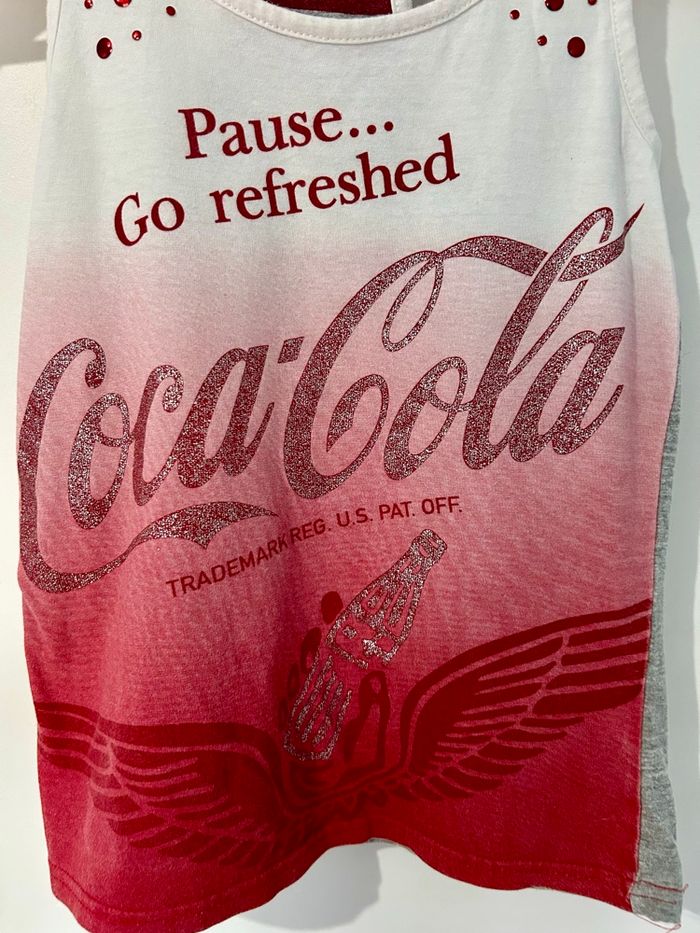 Pause...
Go refreshed
Coca-Cola
TRADEMARK REG. U.S. PAT. OFF.